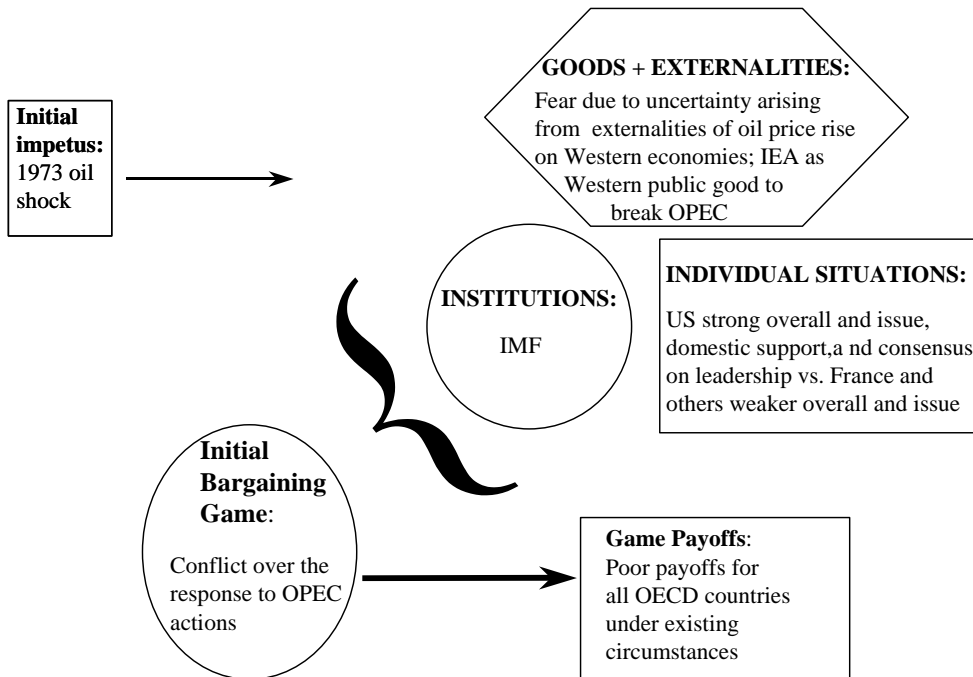 Initial
impetus:
1973 oil
shock
GOODS + EXTERNALITIES:
Fear due to uncertainty arising
from externalities of oil price rise
on Western economies; IEA as
Western public good to
break OPEC
INSTITUTIONS:
IMF
INDIVIDUAL SITUATIONS:
US strong overall and issue,
domestic support,a nd consensus
on leadership vs. France and
others weaker overall and issue
Initial
Bargaining
Game:
Conflict over the
response to OPEC
actions
Game Payoffs:
Poor payoffs for
all OECD countries
under existing
circumstances